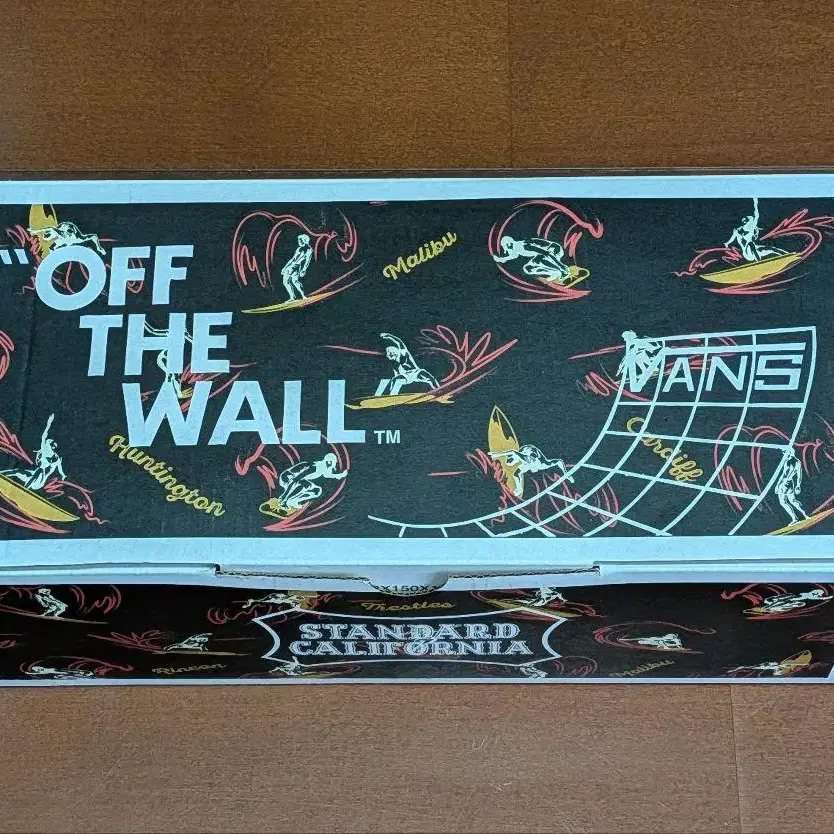 "OFF
THE
WALL™
Malibu
VANS
Huntington
Cardiff
Trestles
STANDARD
CALIFORNIA
Rincon
Malibu